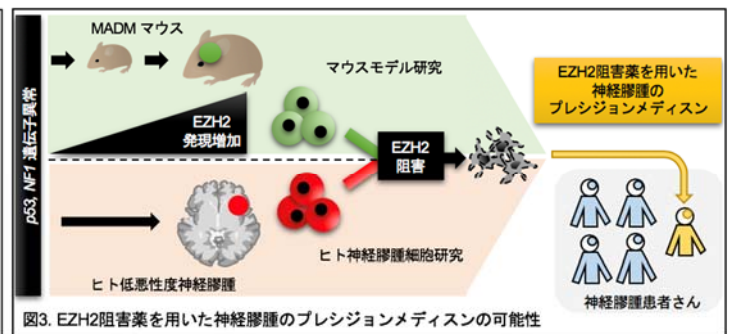 MADM マウス
マウスモデル研究
EZH2阻害薬を用いた
神経膠腫の
プレシジョンメディスン
p53, NF1 遺伝子異常
EZH2
発現増加
EZH2
阻害
ヒト神経膠腫細胞研究
ヒト低悪性度神経膠腫
神経膠腫患者さん
図3. EZH2阻害薬を用いた神経膠腫のプレシジョンメディスンの可能性